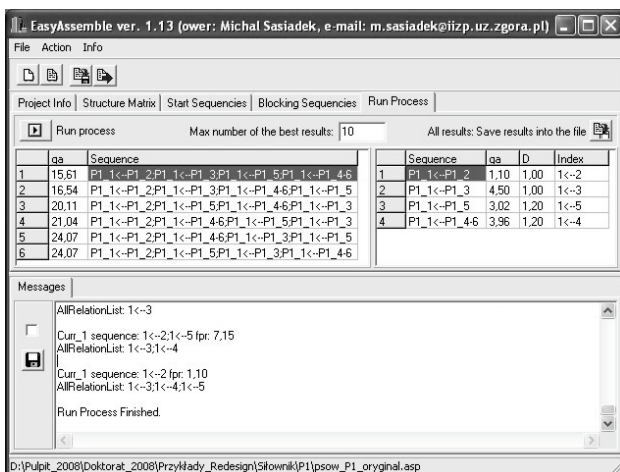 EasyAssemble ver. 1.13 (ower: Michal Sasiadek, e-mail: m.sasiadek@iizp.uz.zgora.pl)
File Action Info
Project Info Structure Matrix Start Sequencies Blocking Sequencies Run Process
Run process Max number of the best results: 10 All results: Save results into the file
qa Sequence
1 15,61 P1_1<--P1_2;P1_1<--P1_3;P1_1<--P1_5;P1_1<--P1_4-6
2 16,54 P1_1<--P1_2;P1_1<--P1_3;P1_1<--P1_4-6;P1_1<--P1_5
3 20,11 P1_1<--P1_2;P1_1<--P1_5;P1_1<--P1_4-6;P1_1<--P1_3
4 21,04 P1_1<--P1_2;P1_1<--P1_4-6;P1_1<--P1_5;P1_1<--P1_3
5 24,07 P1_1<--P1_2;P1_1<--P1_4-6;P1_1<--P1_3;P1_1<--P1_5
6 24,07 P1_1<--P1_2;P1_1<--P1_5;P1_1<--P1_3;P1_1<--P1_4-6
Sequence qa D Index
1 P1_1<--P1_2 1,10 1,00 1<--2
2 P1_1<--P1_3 4,50 1,00 1<--3
3 P1_1<--P1_5 3,02 1,20 1<--5
4 P1_1<--P1_4-6 3,96 1,20 1<--4
Messages
AllRelationList: 1<--3
Curr_1 sequence: 1<--2;1<--5 fpr: 7,15
AllRelationList: 1<--3;1<--4
Curr_1 sequence: 1<--2 fpr: 1,10
AllRelationList: 1<--3;1<--4;1<--5
Run Process Finished.
D:\Pulpit_2008\Doktorat_2008\Przykłady_Redesign\Siłownik\P1\psow_P1_oryginal.asp